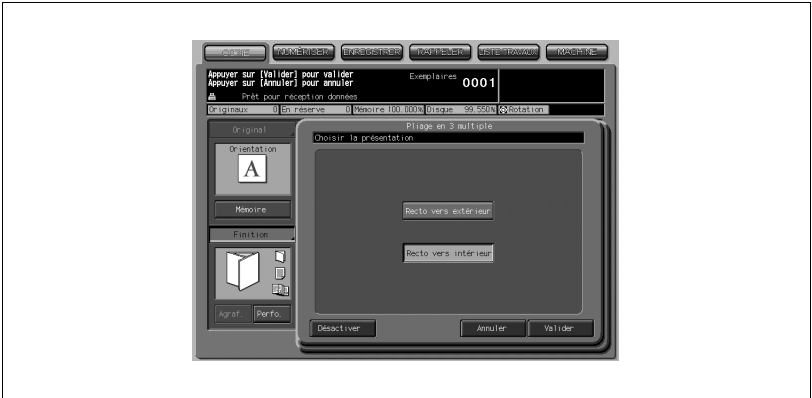 COPIE NUMÉRISER ENREGISTRER RAPPELER LISTE TRAVAUX MACHINE
Appuyer sur [Valider] pour valider
Appuyer sur [Annuler] pour annuler
Exemplaires 0001
Prêt pour réception données
Originaux 0 En réserve 0 Mémoire 100.000% Disque 99.550% Rotation
Original
Orientation
A
Mémoire
Finition
Agraf. Perfo.
Pliage en 3 multiple
Choisir la présentation
Recto vers extérieur
Recto vers intérieur
Désactiver Annuler Valider